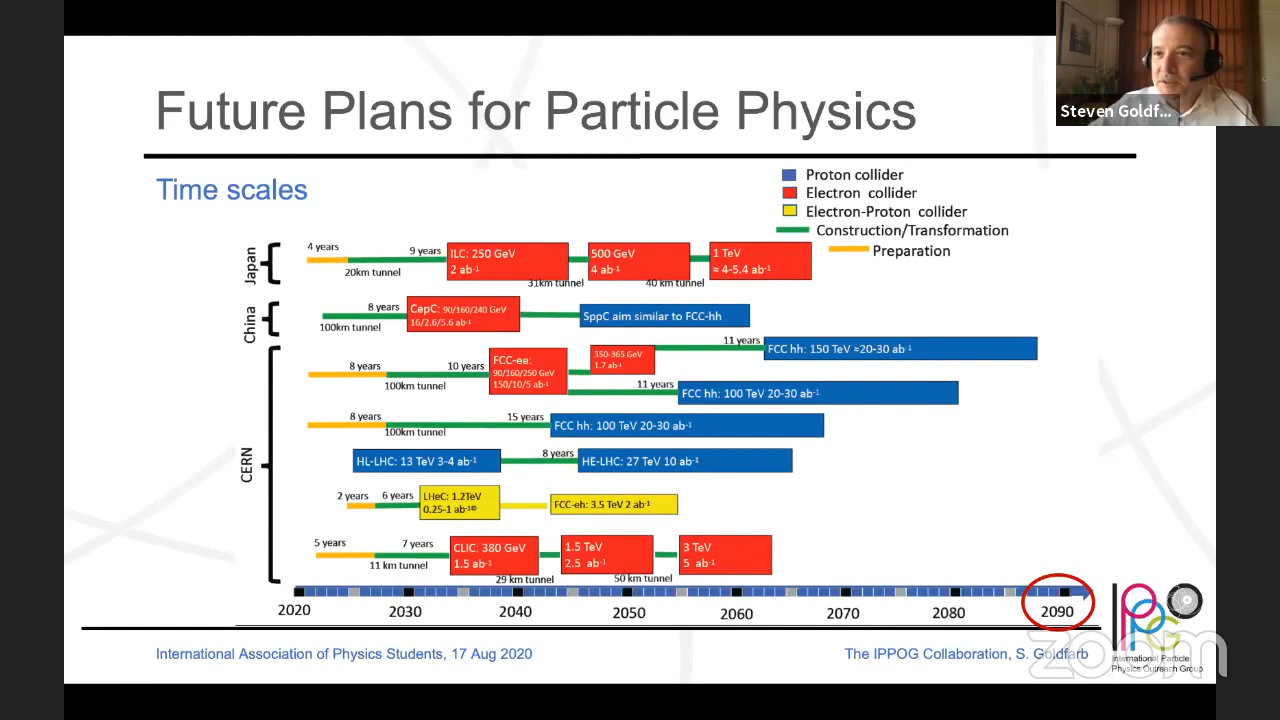 Steven Goldf...
Future Plans for Particle Physics
Time scales
Proton collider
Electron collider
Electron-Proton collider
Construction/Transformation
Preparation
Japan
4 years
9 years
20km tunnel
ILC: 250 GeV
2 ab-1
31km tunnel
500 GeV
4 ab-1
40 km tunnel
1 TeV
≈ 4-5.4 ab-1
China
8 years
100km tunnel
CepC: 90/160/240 GeV
16/2.6/5.6 ab-1
SppC aim similar to FCC-hh
CERN
8 years
10 years
100km tunnel
FCC-ee:
90/160/250 GeV
150/10/5 ab-1
350-365 GeV
1.7 ab-1
11 years
FCC hh: 150 TeV ≈20-30 ab-1
11 years
FCC hh: 100 TeV 20-30 ab-1
8 years
15 years
100km tunnel
FCC hh: 100 TeV 20-30 ab-1
HL-LHC: 13 TeV 3-4 ab-1
8 years
HE-LHC: 27 TeV 10 ab-1
2 years
6 years
LHeC: 1.2TeV
0.25-1 ab-1
FCC-eh: 3.5 TeV 2 ab-1
5 years
7 years
11 km tunnel
CLIC: 380 GeV
1.5 ab-1
29 km tunnel
1.5 TeV
2.5 ab-1
50 km tunnel
3 TeV
5 ab-1
2020 2030 2040 2050 2060 2070 2080 2090
International Association of Physics Students, 17 Aug 2020
The IPPOG Collaboration, S. Goldfarb
IPPOG
International Particle
Physics Outreach Group
zoom